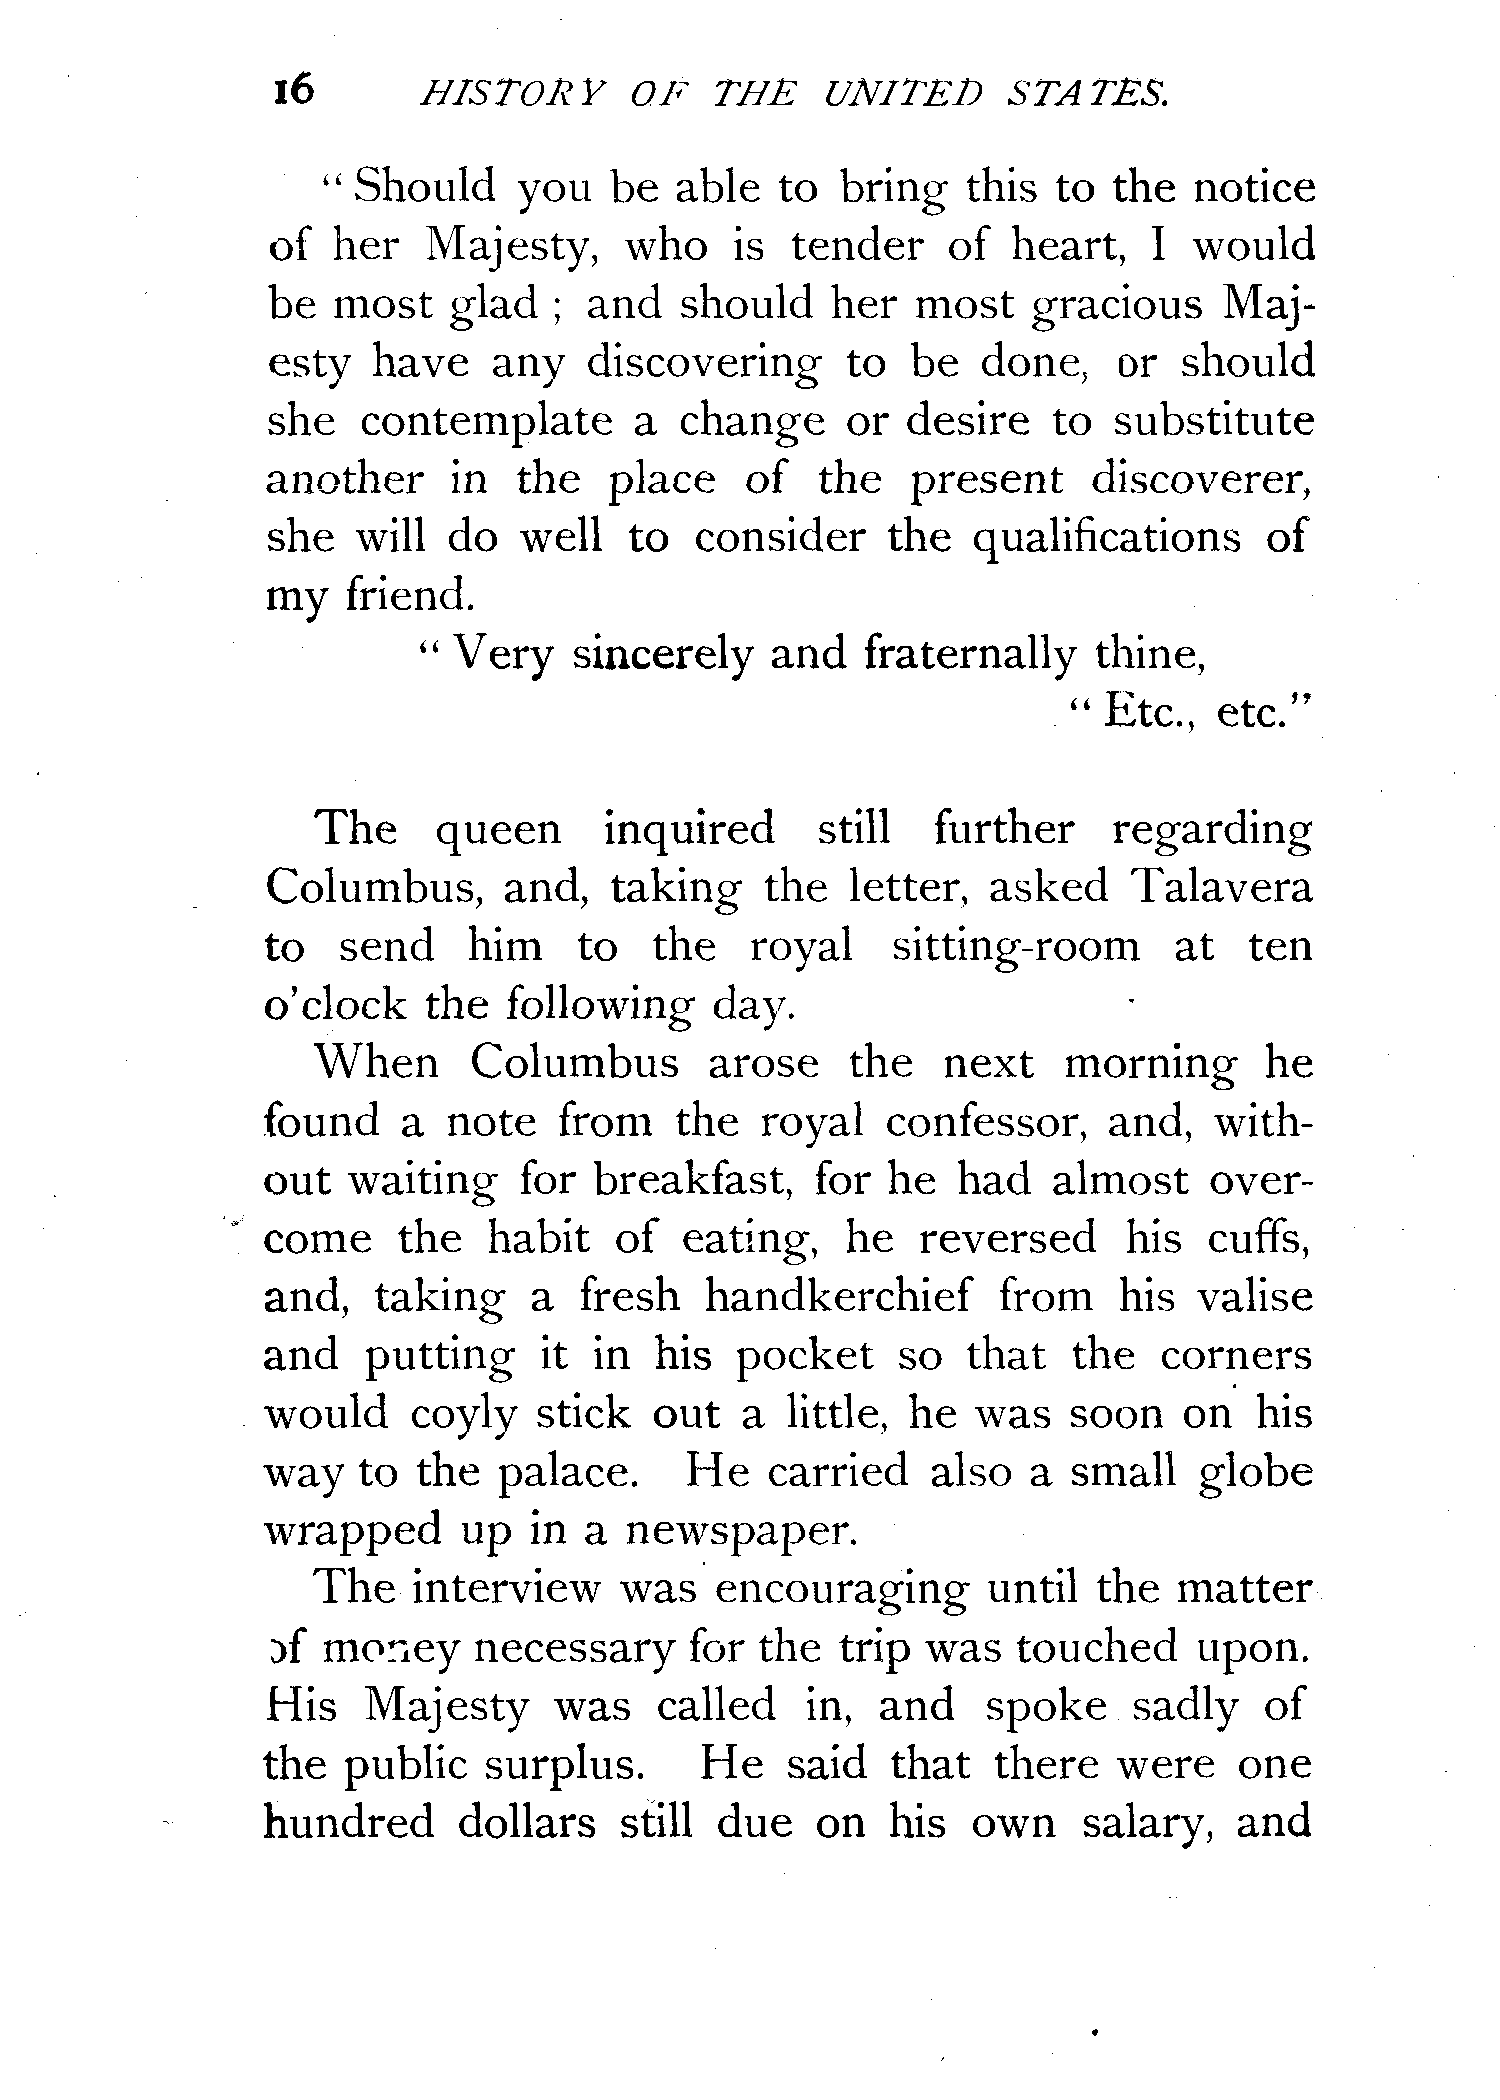 16 HISTORY OF THE UNITED STATES.
“ Should you be able to bring this to the notice
of her Majesty, who is tender of heart, I would
be most glad ; and should her most gracious Maj-
esty have any discovering to be done, or should
she contemplate a change or desire to substitute
another in the place of the present discoverer,
she will do well to consider the qualifications of
my friend.
“ Very sincerely and fraternally thine,
“ Etc., etc.”
The queen inquired still further regarding
Columbus, and, taking the letter, asked Talavera
to send him to the royal sitting-room at ten
o’clock the following day.
When Columbus arose the next morning he
found a note from the royal confessor, and, with-
out waiting for breakfast, for he had almost over-
come the habit of eating, he reversed his cuffs,
and, taking a fresh handkerchief from his valise
and putting it in his pocket so that the corners
would coyly stick out a little, he was soon on his
way to the palace. He carried also a small globe
wrapped up in a newspaper.
The interview was encouraging until the matter
of money necessary for the trip was touched upon.
His Majesty was called in, and spoke sadly of
the public surplus. He said that there were one
hundred dollars still due on his own salary, and